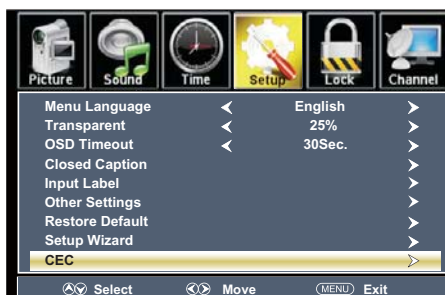 Picture Sound Time Setup Lock Channel
Menu Language English
Transparent 25%
OSD Timeout 30Sec.
Closed Caption
Input Label
Other Settings
Restore Default
Setup Wizard
CEC
Select Move MENU Exit